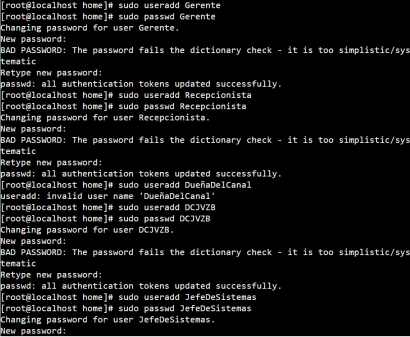 [root@localhost home]# sudo useradd Gerente
[root@localhost home]# sudo passwd Gerente
Changing password for user Gerente.
New password:
BAD PASSWORD: The password fails the dictionary check - it is too simplistic/sys
tematic
Retype new password:
passwd: all authentication tokens updated successfully.
[root@localhost home]# sudo useradd Recepcionista
[root@localhost home]# sudo passwd Recepcionista
Changing password for user Recepcionista.
New password:
BAD PASSWORD: The password fails the dictionary check - it is too simplistic/sys
tematic
Retype new password:
passwd: all authentication tokens updated successfully.
[root@localhost home]# sudo useradd DueñaDelCanal
useradd: invalid user name 'DueñaDelCanal'
[root@localhost home]# sudo useradd DCJVZB
[root@localhost home]# sudo passwd DCJVZB
Changing password for user DCJVZB.
New password:
BAD PASSWORD: The password fails the dictionary check - it is too simplistic/sys
tematic
Retype new password:
passwd: all authentication tokens updated successfully.
[root@localhost home]# sudo useradd JefeDeSistemas
[root@localhost home]# sudo passwd JefeDeSistemas
Changing password for user JefeDeSistemas.
New password: